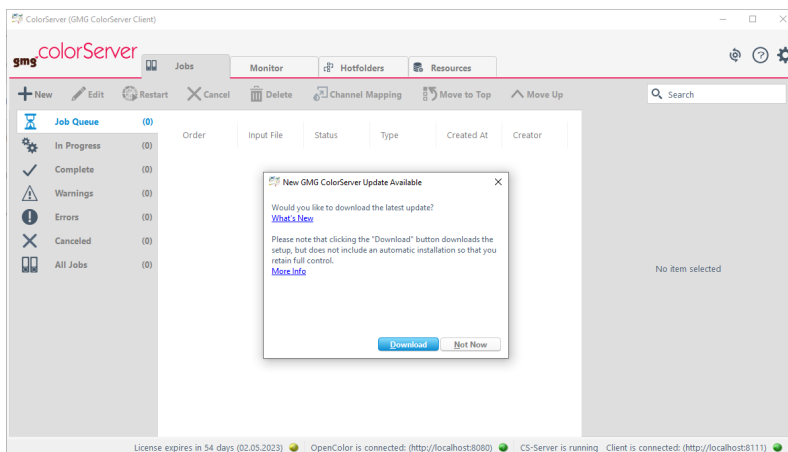 ColorServer (GMG ColorServer Client)
gmg colorServer
Jobs Monitor Hotfolders Resources
New Edit Restart Cancel Delete Channel Mapping Move to Top Move Up Search
Job Queue (0)
In Progress (0)
Complete (0)
Warnings (0)
Errors (0)
Canceled (0)
All Jobs (0)
Order Input File Status Type Created At Creator
New GMG ColorServer Update Available
Would you like to download the latest update?
What's New
Please note that clicking the "Download" button downloads the
setup, but does not include an automatic installation so that you
retain full control.
More Info
Download Not Now
No item selected
License expires in 54 days (02.05.2023) OpenColor is connected: (http://localhost:8080) CS-Server is running Client is connected: (http://localhost:8111)